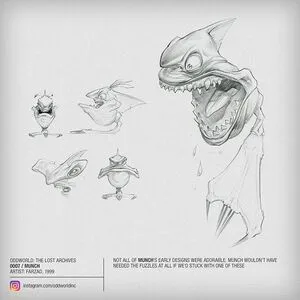 ODDWORLD: THE LOST ARCHIVES
0007 / MUNCH
ARTIST: FARZAD, 1999
NOT ALL OF MUNCH'S EARLY DESIGNS WERE ADORABLE. MUNCH WOULDN'T HAVE
NEEDED THE FUZZLES AT ALL IF WE'D STUCK WITH ONE OF THESE
instagram.com/oddworldinc